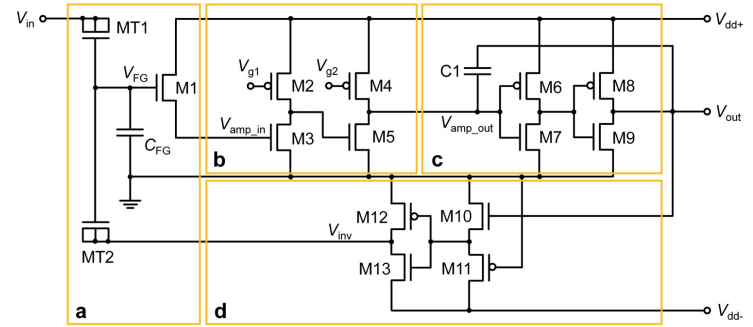 Vin
MT1
Vdd+
VFG
M1
Vg1
M2
Vg2
M4
C1
M6
M8
CFG
Vamp_in
M3
M5
Vamp_out
M7
M9
Vout
b
c
M12
M10
Vinv
M13
M11
MT2
a
d
Vdd-